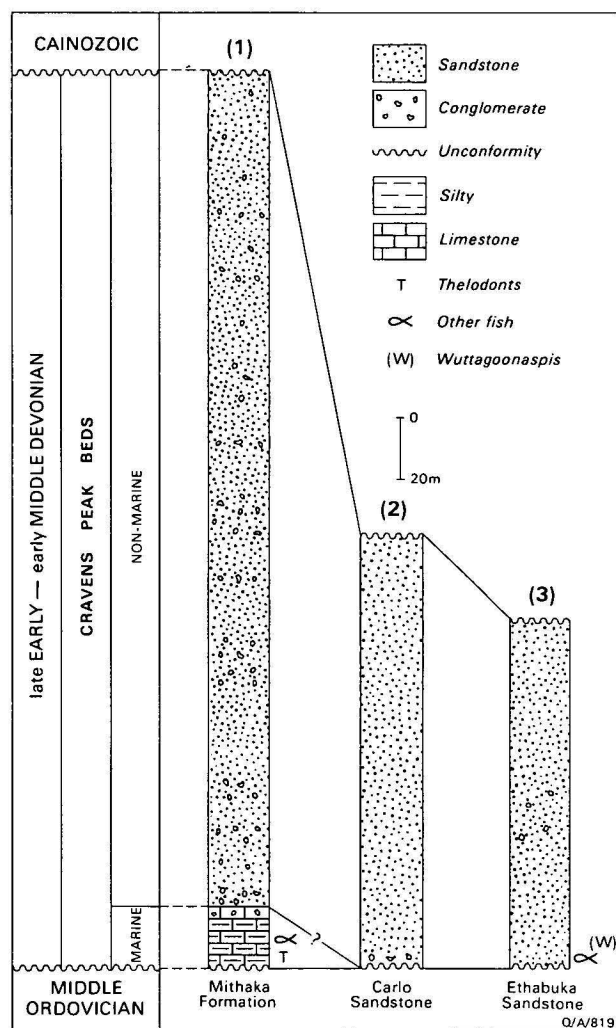 CAINOZOIC
(1)
Sandstone
Conglomerate
Unconformity
Silty
Limestone
T Thelodonts
Other fish
(W) Wuttagoonaspis
0
20m
(2)
(3)
late EARLY — early MIDDLE DEVONIAN
CRAVENS PEAK BEDS
NON-MARINE
MARINE
T
?
(W)
MIDDLE
ORDOVICIAN
Mithaka
Formation
Carlo
Sandstone
Ethabuka
Sandstone
Q/A/819